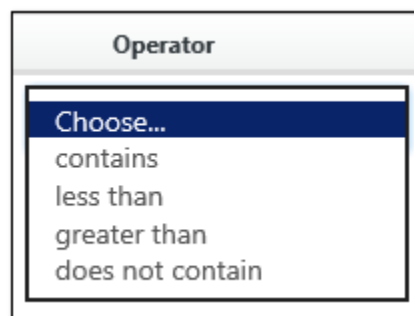 Operator
Choose...
contains
less than
greater than
does not contain